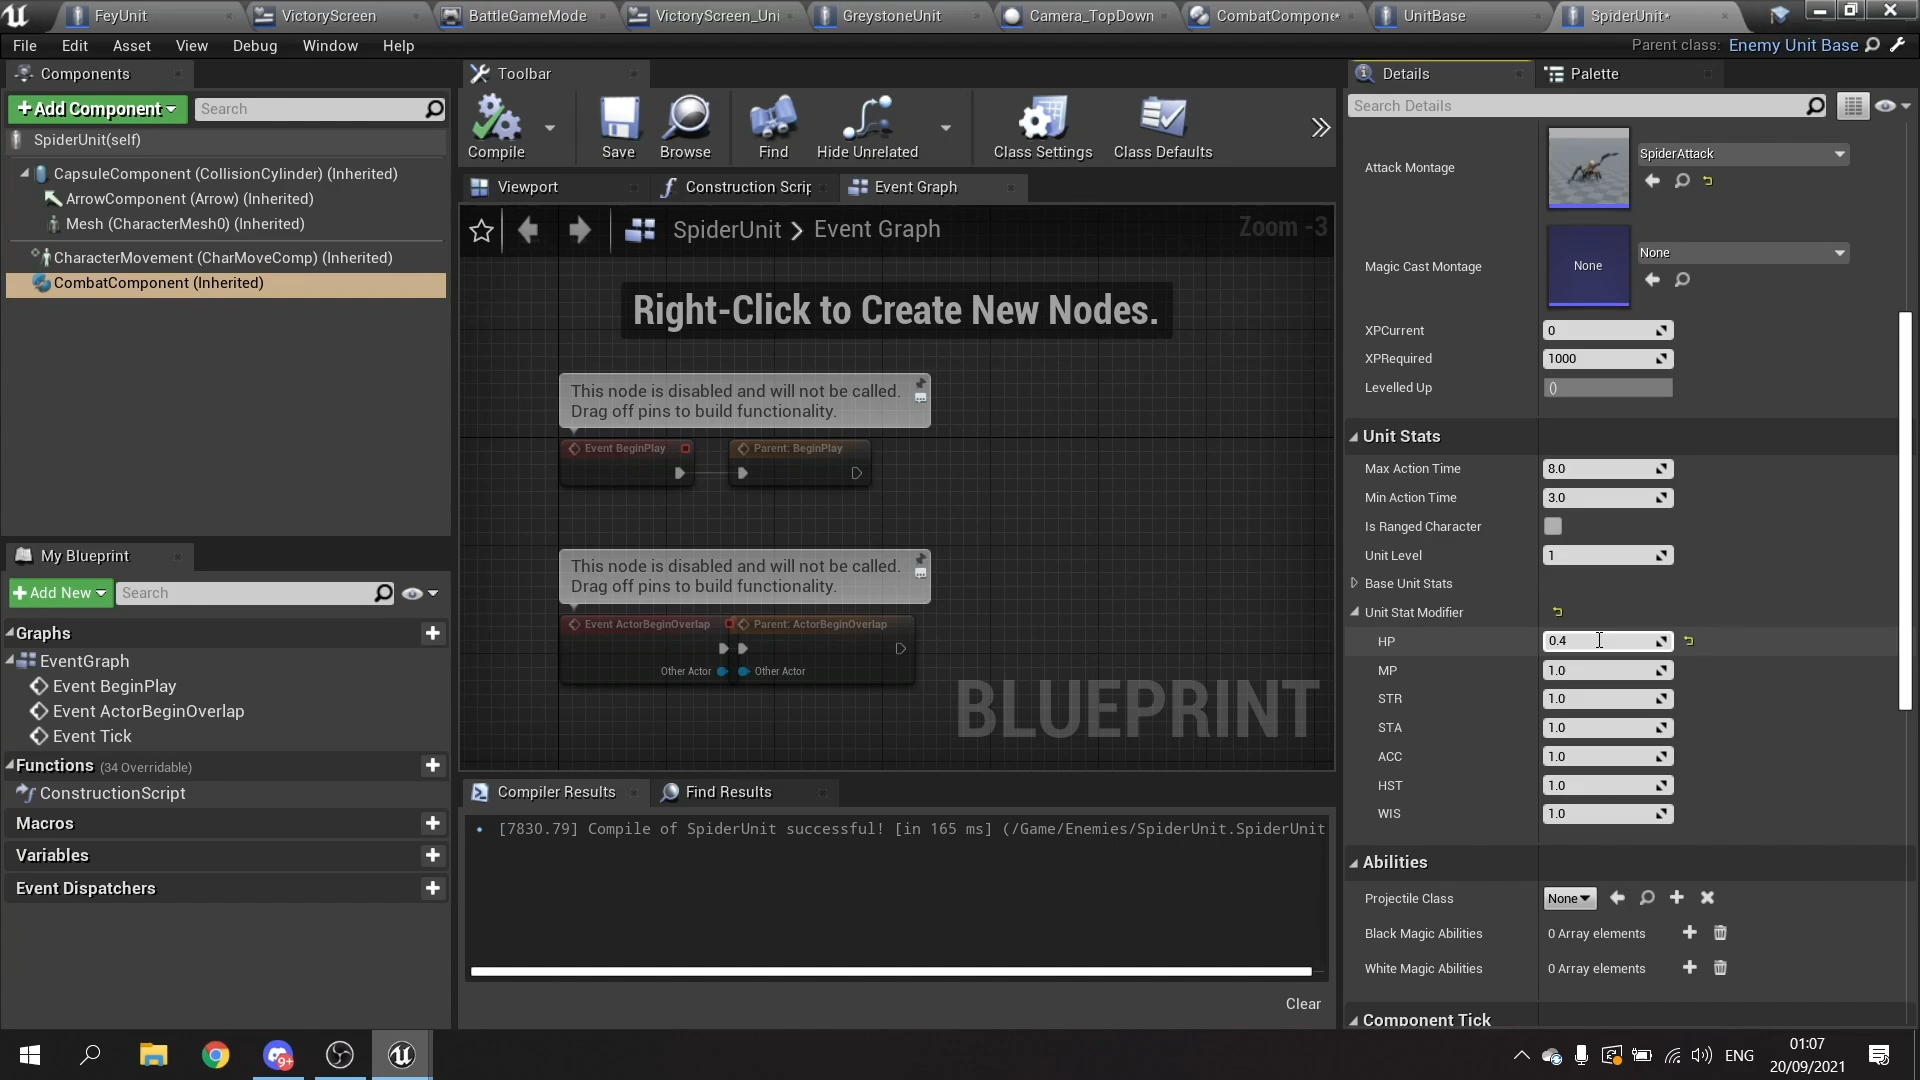 FeyUnit
VictoryScreen
BattleGameMode
VictoryScreen_Uni
GreystoneUnit
Camera_TopDown
CombatCompone*
UnitBase
SpiderUnit*
File
Edit
Asset
View
Debug
Window
Help
Parent class: Enemy Unit Base
Components
+Add Component
Search
SpiderUnit(self)
CapsuleComponent (CollisionCylinder) (Inherited)
ArrowComponent (Arrow) (Inherited)
Mesh (CharacterMesh0) (Inherited)
CharacterMovement (CharMoveComp) (Inherited)
CombatComponent (Inherited)
My Blueprint
+Add New
Search
Graphs
EventGraph
Event BeginPlay
Event ActorBeginOverlap
Event Tick
Functions (34 Overridable)
ConstructionScript
Macros
Variables
Event Dispatchers
Toolbar
Compile
Save
Browse
Find
Hide Unrelated
Class Settings
Class Defaults
Viewport
Construction Scrip
Event Graph
SpiderUnit > Event Graph
Zoom -3
Right-Click to Create New Nodes.
This node is disabled and will not be called.
Drag off pins to build functionality.
Event BeginPlay
Parent: BeginPlay
This node is disabled and will not be called.
Drag off pins to build functionality.
Event ActorBeginOverlap
Parent: ActorBeginOverlap
Other Actor
Other Actor
BLUEPRINT
Compiler Results
Find Results
[7830.79] Compile of SpiderUnit successful! [in 165 ms] (/Game/Enemies/SpiderUnit.SpiderUnit
Clear
Details
Palette
Search Details
Attack Montage
SpiderAttack
Magic Cast Montage
None
None
XPCurrent
0
XPRequired
1000
Levelled Up
()
Unit Stats
Max Action Time
8.0
Min Action Time
3.0
Is Ranged Character
Unit Level
1
Base Unit Stats
Unit Stat Modifier
HP
0.4
MP
1.0
STR
1.0
STA
1.0
ACC
1.0
HST
1.0
WIS
1.0
Abilities
Projectile Class
None
Black Magic Abilities
0 Array elements
White Magic Abilities
0 Array elements
Component Tick
9+
ENG
01:07
20/09/2021